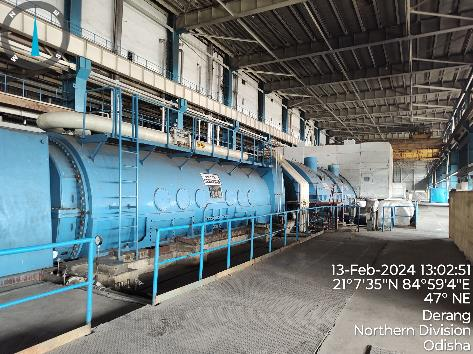 13-Feb-2024 13:02:51
21°7'35"N 84°59'4"E
47° NE
Derang
Northern Division
Odisha